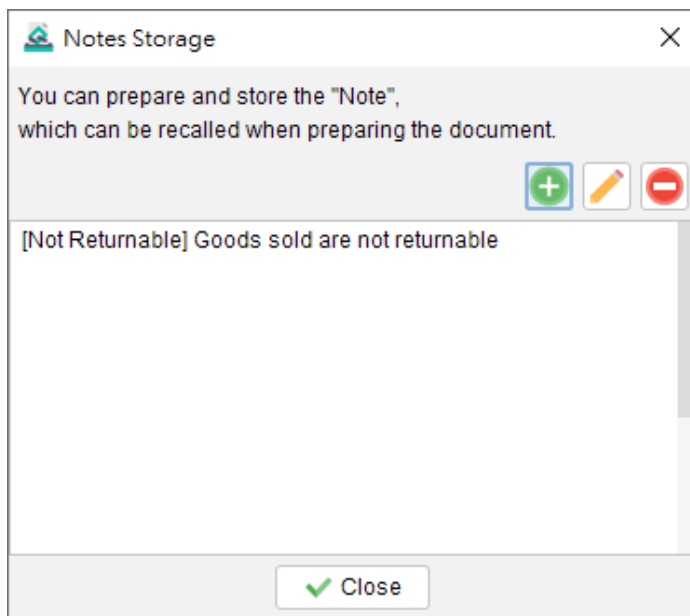 Notes Storage
You can prepare and store the "Note",
which can be recalled when preparing the document.
[Not Returnable] Goods sold are not returnable
Close